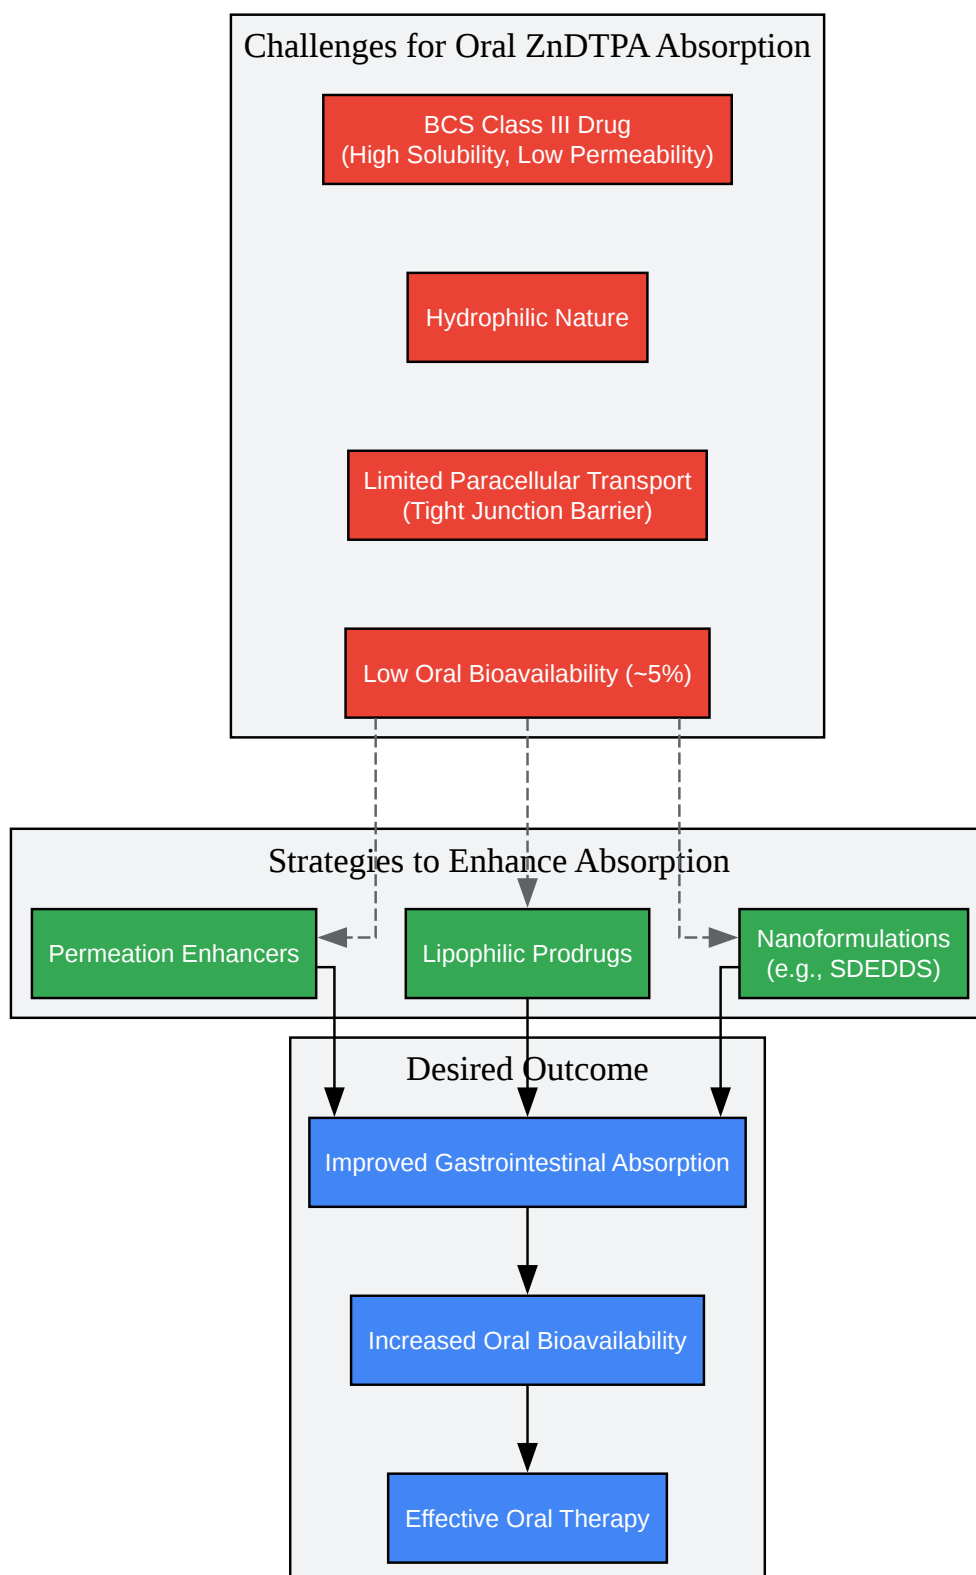 Challenges for Oral ZnDTPA Absorption
BCS Class III Drug
(High Solubility, Low Permeability)
Hydrophilic Nature
Limited Paracellular Transport
(Tight Junction Barrier)
Low Oral Bioavailability (~5%)
Strategies to Enhance Absorption
Permeation Enhancers
Lipophilic Prodrugs
Nanoformulations
(e.g., SDEDDS)
Desired Outcome
Improved Gastrointestinal Absorption
Increased Oral Bioavailability
Effective Oral Therapy